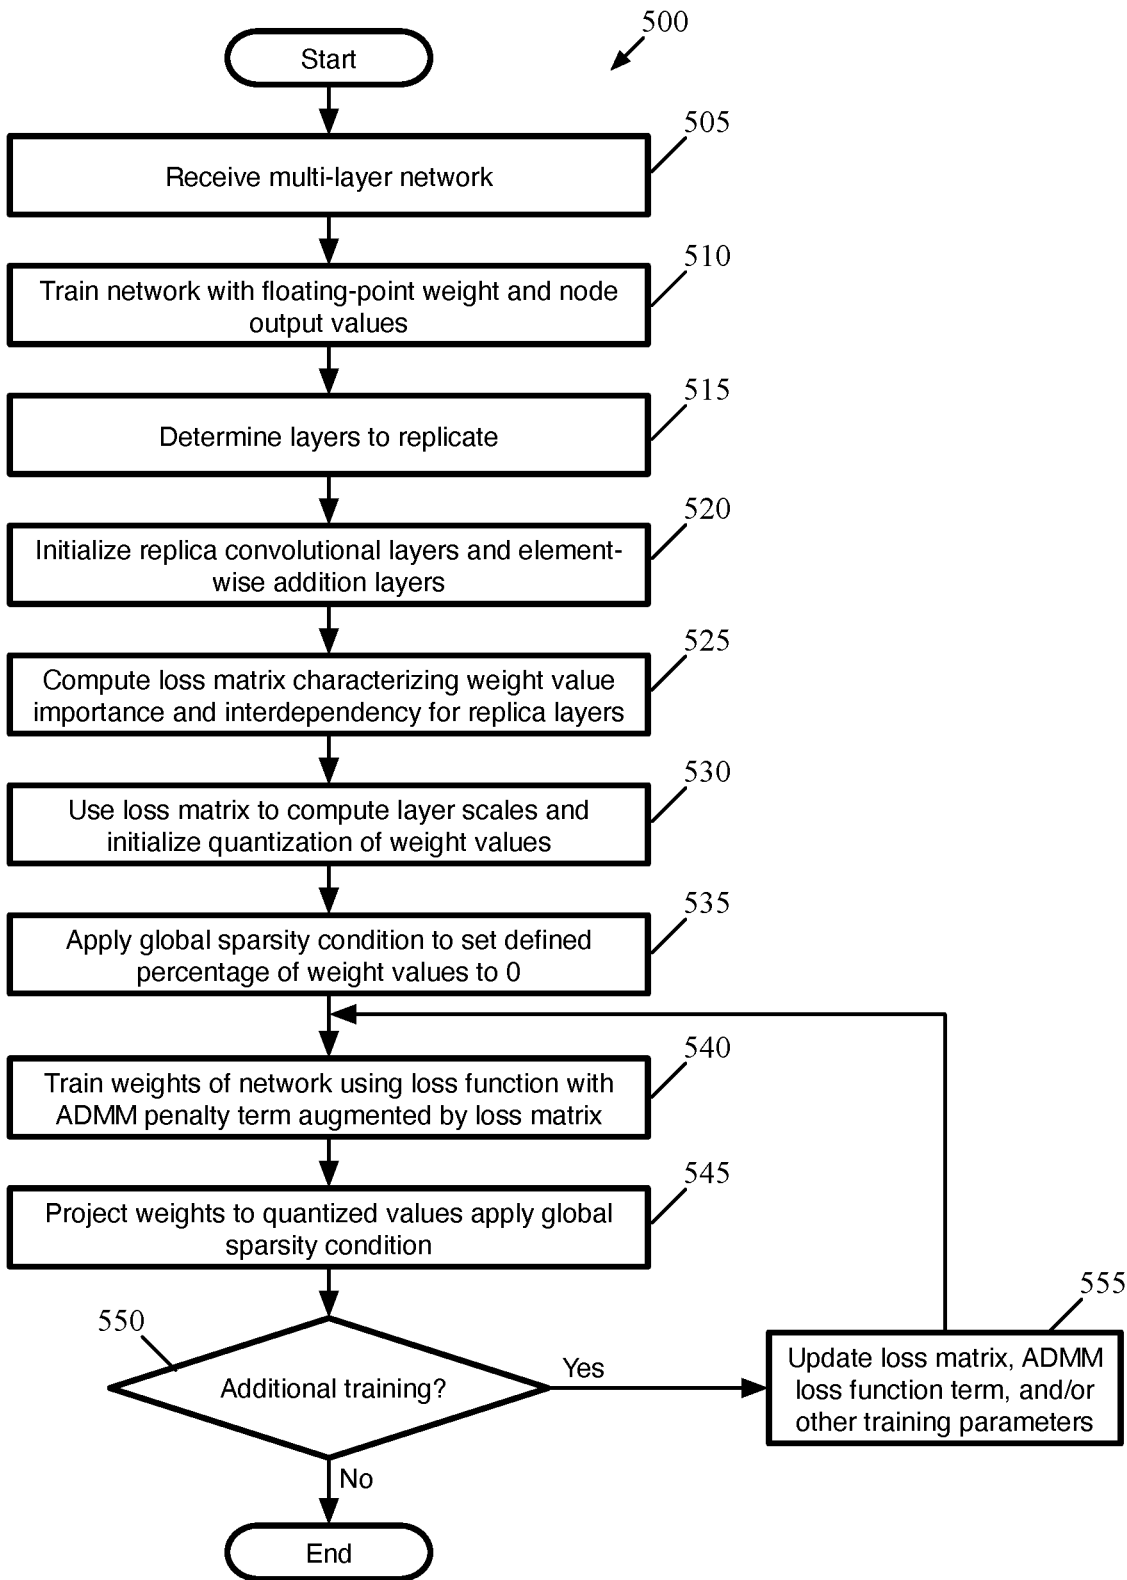 500
Start
505
Receive multi-layer network
510
Train network with floating-point weight and node
output values
515
Determine layers to replicate
520
Initialize replica convolutional layers and element-
wise addition layers
525
Compute loss matrix characterizing weight value
importance and interdependency for replica layers
530
Use loss matrix to compute layer scales and
initialize quantization of weight values
535
Apply global sparsity condition to set defined
percentage of weight values to 0
540
Train weights of network using loss function with
ADMM penalty term augmented by loss matrix
545
Project weights to quantized values apply global
sparsity condition
550
Additional training?
Yes
555
Update loss matrix, ADMM
loss function term, and/or
other training parameters
No
End